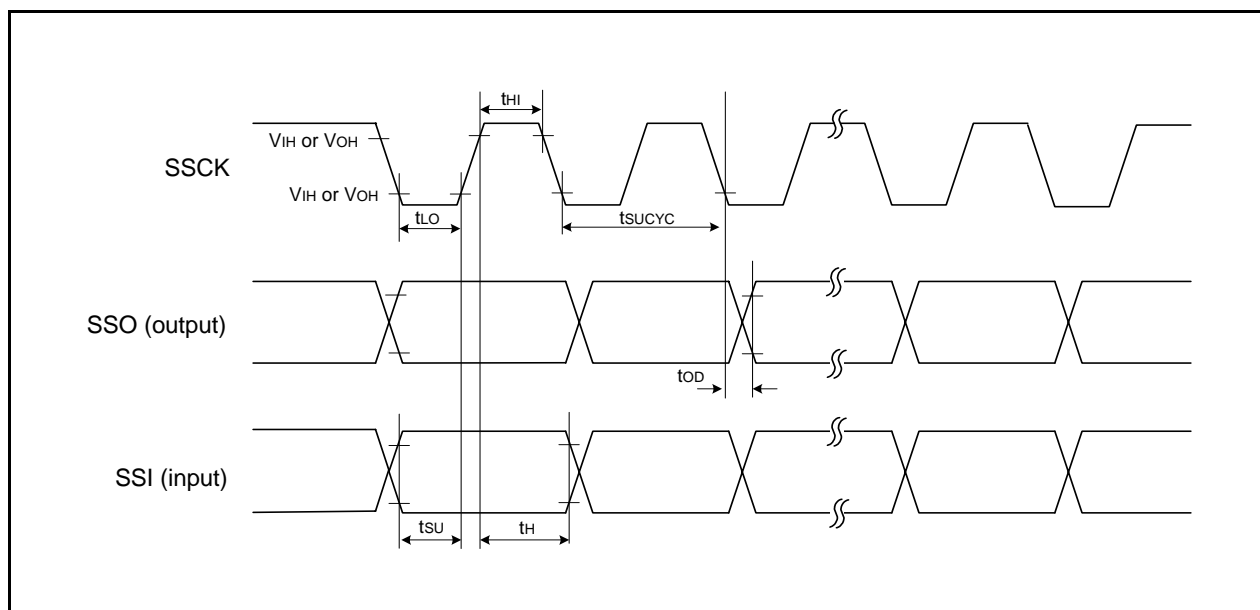 tHI
VIH or VOH
SSCK
VIH or VOH
tLO
tSUCYC
SSO (output)
tOD
SSI (input)
tSU
tH